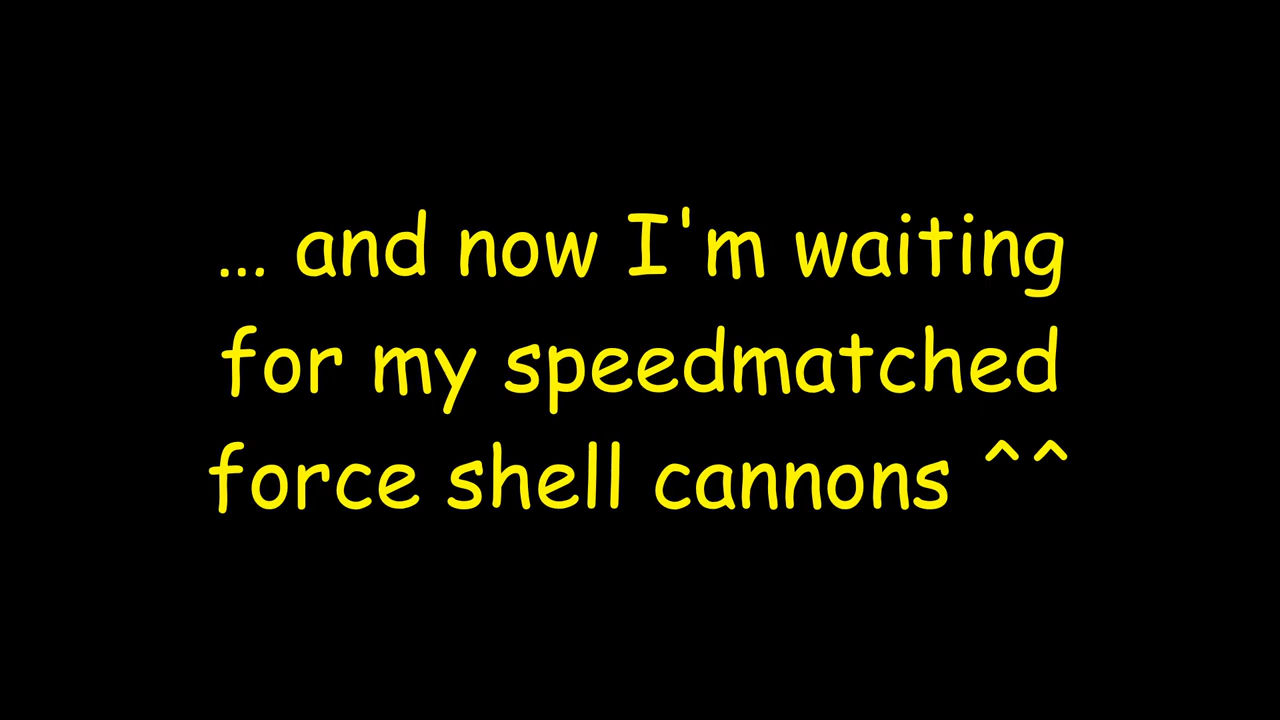 ... and now I'm waiting
for my speedmatched
force shell cannons ^^